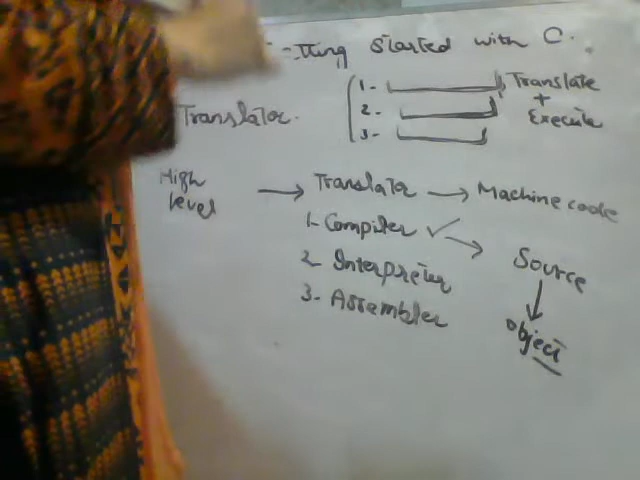 -tting Started with C.
1- Translate
+
Translator. 2- Execute
3-
High level → Translator → Machine code
1- Compiler ✓ → Source
2- Interpreter ↓
3- Assembler Object